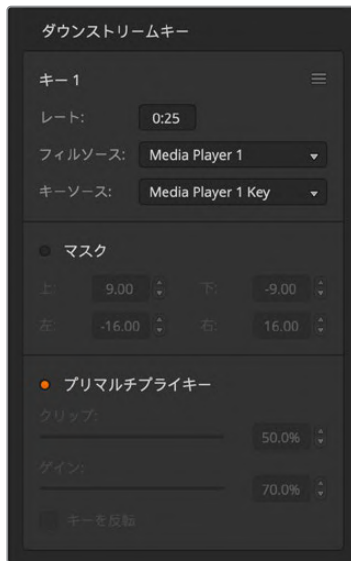 ダウンストリームキー
キー 1
レート: 0:25
フィルソース: Media Player 1
キーソース: Media Player 1 Key
マスク
上: 9.00 下: -9.00
左: -16.00 右: 16.00
プリマルチプライキー
クリップ:
50.0%
ゲイン:
70.0%
キーを反転